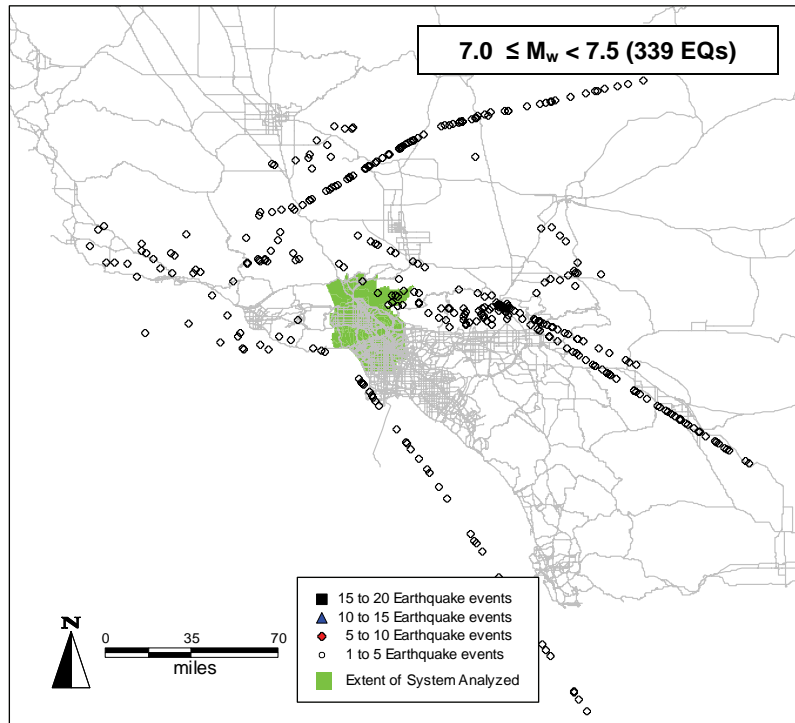 7.0 ≤ Mw < 7.5 (339 EQs)
15 to 20 Earthquake events
10 to 15 Earthquake events
5 to 10 Earthquake events
1 to 5 Earthquake events
Extent of System Analyzed
N
0 35 70
miles